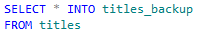 SELECT * INTO titles_backup
FROM titles